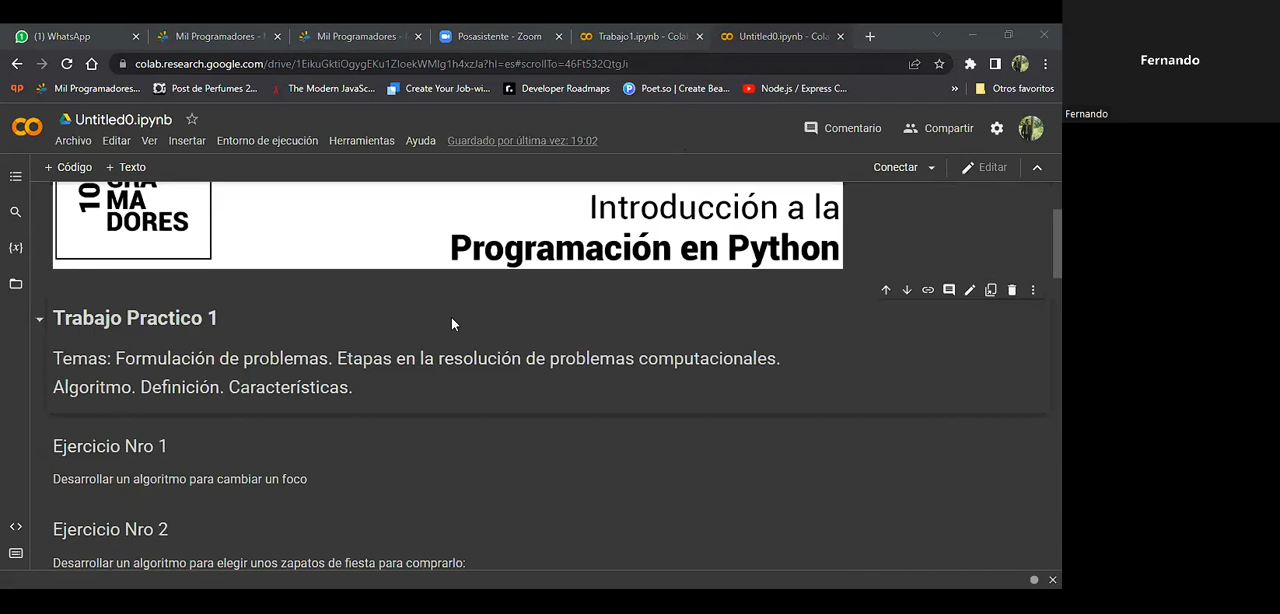 (1) WhatsApp
Mil Programadores - M
Mil Programadores - M
Posasistente - Zoom
Trabajo1.ipynb - Colab
Untitled0.ipynb - Colab
colab.research.google.com/drive/1EikuGktiOgygEKu1ZloekWMlg1h4xzJa?hl=es#scrollTo=46Ft532QtgJi
Mil Programadores...
Post de Perfumes 2...
The Modern JavaSc...
Create Your Job-wi...
Developer Roadmaps
Poet.so | Create Bea...
Node.js / Express C...
»
Otros favoritos
Untitled0.ipynb
Archivo Editar Ver Insertar Entorno de ejecución Herramientas Ayuda Guardado por última vez: 19:02
Comentario
Compartir
+ Código + Texto
Conectar
Editar
10
GRA
MA
DORES
Introducción a la
Programación en Python
Trabajo Practico 1
Temas: Formulación de problemas. Etapas en la resolución de problemas computacionales.
Algoritmo. Definición. Características.
Ejercicio Nro 1
Desarrollar un algoritmo para cambiar un foco
Ejercicio Nro 2
Desarrollar un algoritmo para elegir unos zapatos de fiesta para comprarlo:
Fernando
Fernando